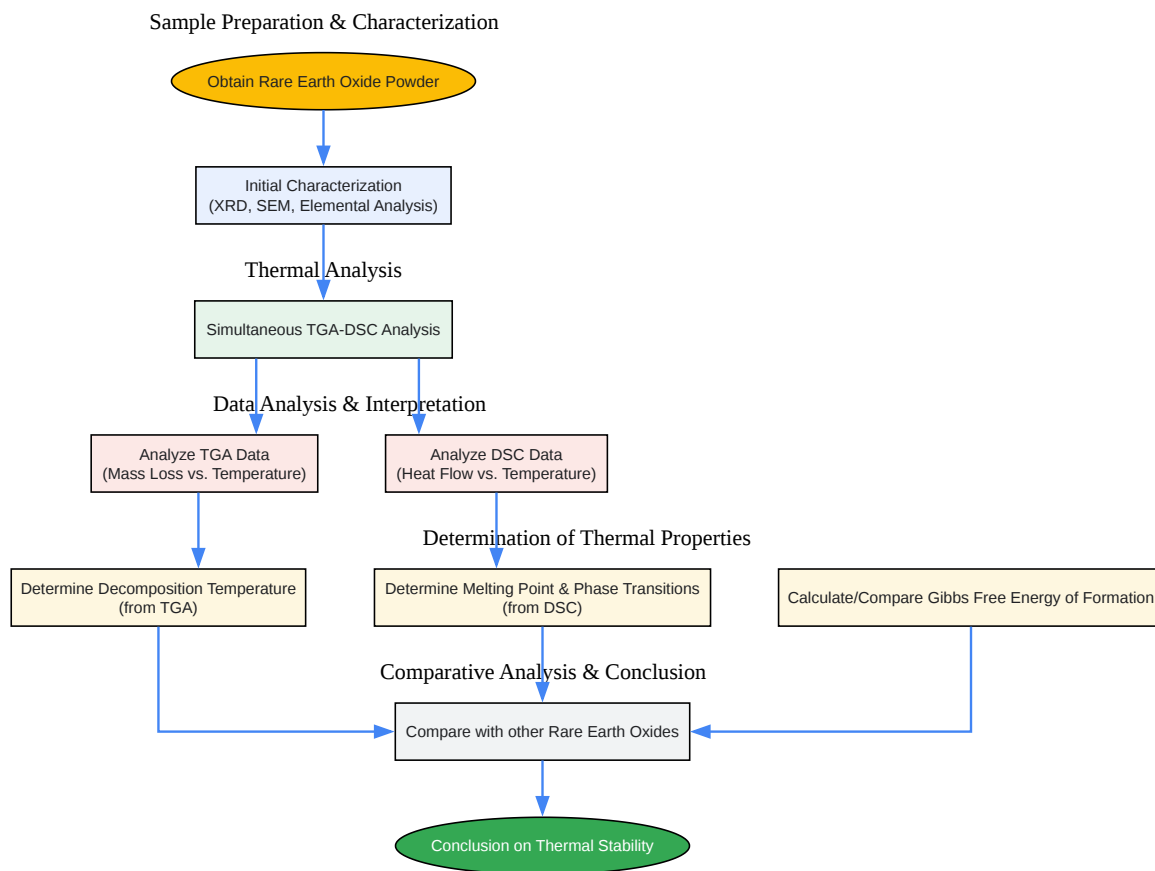 Sample Preparation & Characterization
Obtain Rare Earth Oxide Powder
Initial Characterization
(XRD, SEM, Elemental Analysis)
Thermal Analysis
Simultaneous TGA-DSC Analysis
Data Analysis & Interpretation
Analyze TGA Data
(Mass Loss vs. Temperature)
Analyze DSC Data
(Heat Flow vs. Temperature)
Determination of Thermal Properties
Determine Decomposition Temperature
(from TGA)
Determine Melting Point & Phase Transitions
(from DSC)
Calculate/Compare Gibbs Free Energy of Formation
Comparative Analysis & Conclusion
Compare with other Rare Earth Oxides
Conclusion on Thermal Stability